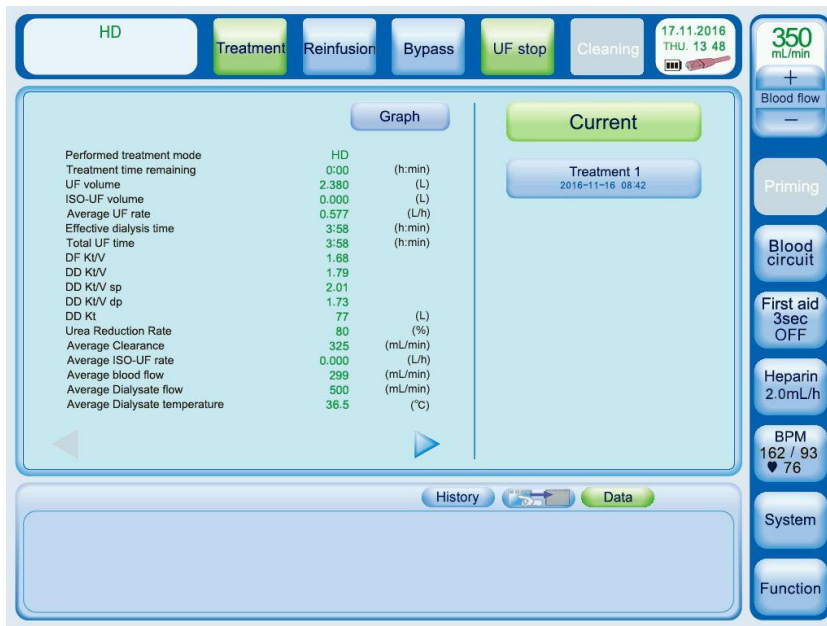 HD
Treatment
Reinfusion
Bypass
UF stop
Cleaning
17.11.2016
THU. 13 48
350
mL/min
+
Blood flow
−
Graph
Current
Performed treatment mode HD
Treatment time remaining 0:00 (h:min)
UF volume 2.380 (L)
ISO-UF volume 0.000 (L)
Average UF rate 0.577 (L/h)
Effective dialysis time 3:58 (h:min)
Total UF time 3:58 (h:min)
DF Kt/V 1.68
DD Kt/V 1.79
DD Kt/V sp 2.01
DD Kt/V dp 1.73
DD Kt 77 (L)
Urea Reduction Rate 80 (%)
Average Clearance 325 (mL/min)
Average ISO-UF rate 0.000 (L/h)
Average blood flow 299 (mL/min)
Average Dialysate flow 500 (mL/min)
Average Dialysate temperature 36.5 (°C)
Treatment 1
2016-11-16 08:42
Priming
Blood
circuit
First aid
3sec
OFF
Heparin
2.0mL/h
BPM
162 / 93
♥ 76
System
Function
History
Data